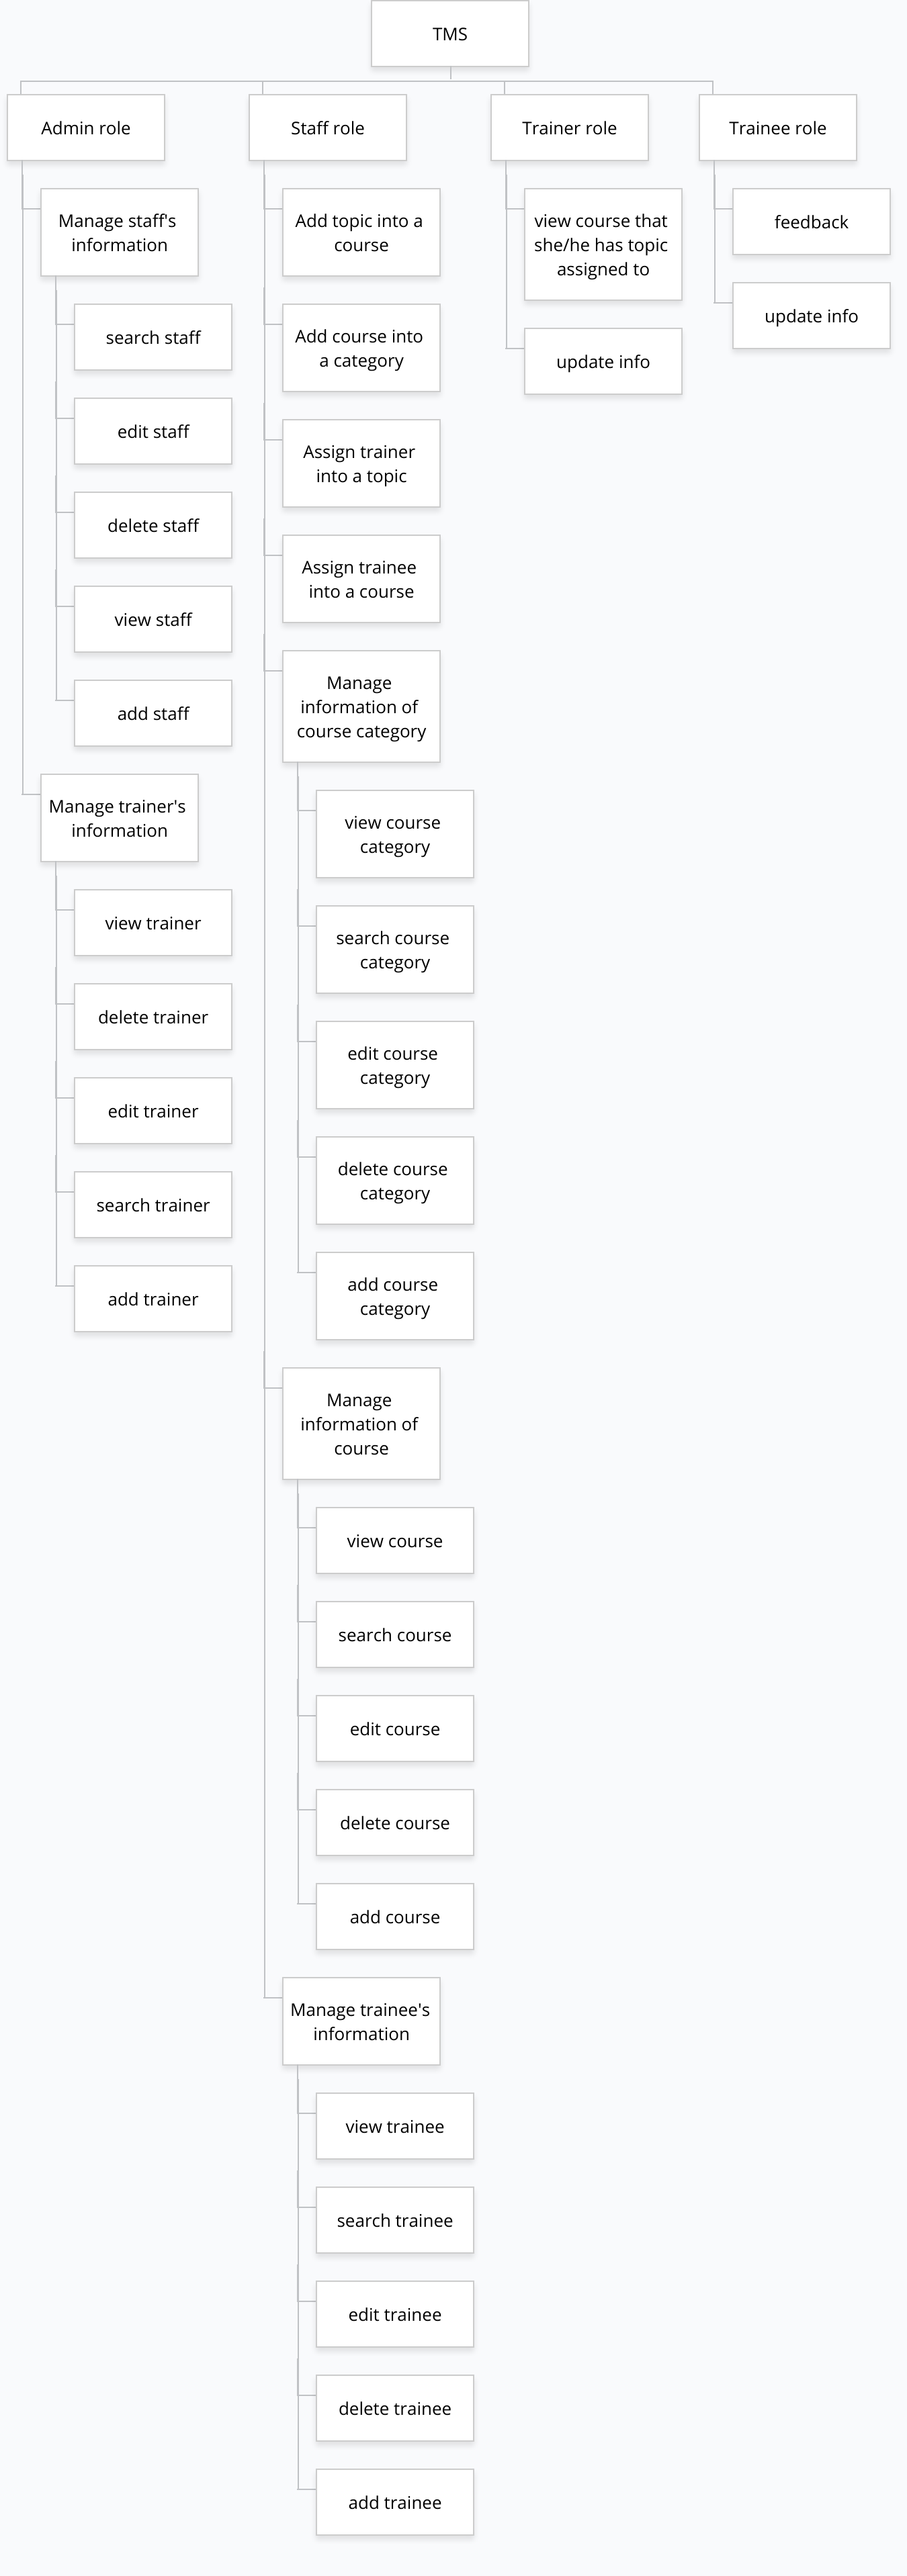 TMS
Admin role
Manage staff's
information
search staff
edit staff
delete staff
view staff
add staff
Manage trainer's
information
view trainer
delete trainer
edit trainer
search trainer
add trainer
Staff role
Add topic into a
course
Add course into
a category
Assign trainer
into a topic
Assign trainee
into a course
Manage
information of
course category
view course
category
search course
category
edit course
category
delete course
category
add course
category
Manage
information of
course
view course
search course
edit course
delete course
add course
Manage trainee's
information
view trainee
search trainee
edit trainee
delete trainee
add trainee
Trainer role
view course that
she/he has topic
assigned to
update info
Trainee role
feedback
update info